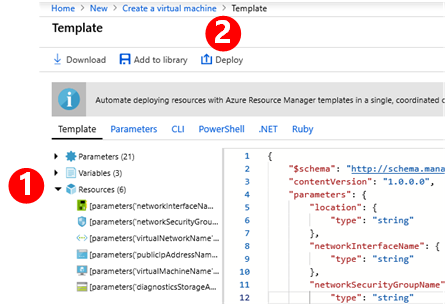 Home > New > Create a virtual machine > Template
Template
2
Download Add to library Deploy
Automate deploying resources with Azure Resource Manager templates in a single, coordinated
Template Parameters CLI PowerShell .NET Ruby
1
Parameters (21)
Variables (3)
Resources (6)
[parameters('networkInterfaceNa...
[parameters('networkSecurityGrou...
[parameters('virtualNetworkName'...
[parameters('publicIpAddressNam...
[parameters('virtualMachineName'...
[parameters('diagnosticsStorageA...
1 {
2 "$schema": "http://schema.mana
3 "contentVersion": "1.0.0.0",
4 "parameters": {
5 "location": {
6 "type": "string"
7 },
8 "networkInterfaceName": {
9 "type": "string"
10 },
11 "networkSecurityGroupName"
12 "type": "string"